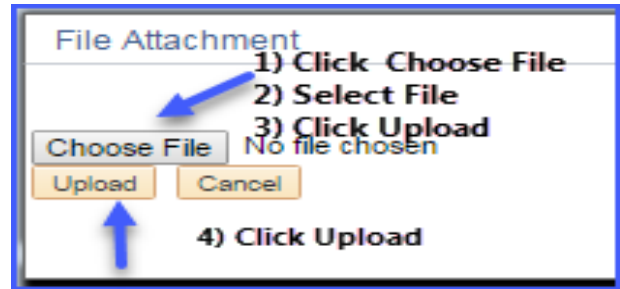 File Attachment
1) Click Choose File
2) Select File
3) Click Upload
Choose File No file chosen
Upload Cancel
4) Click Upload